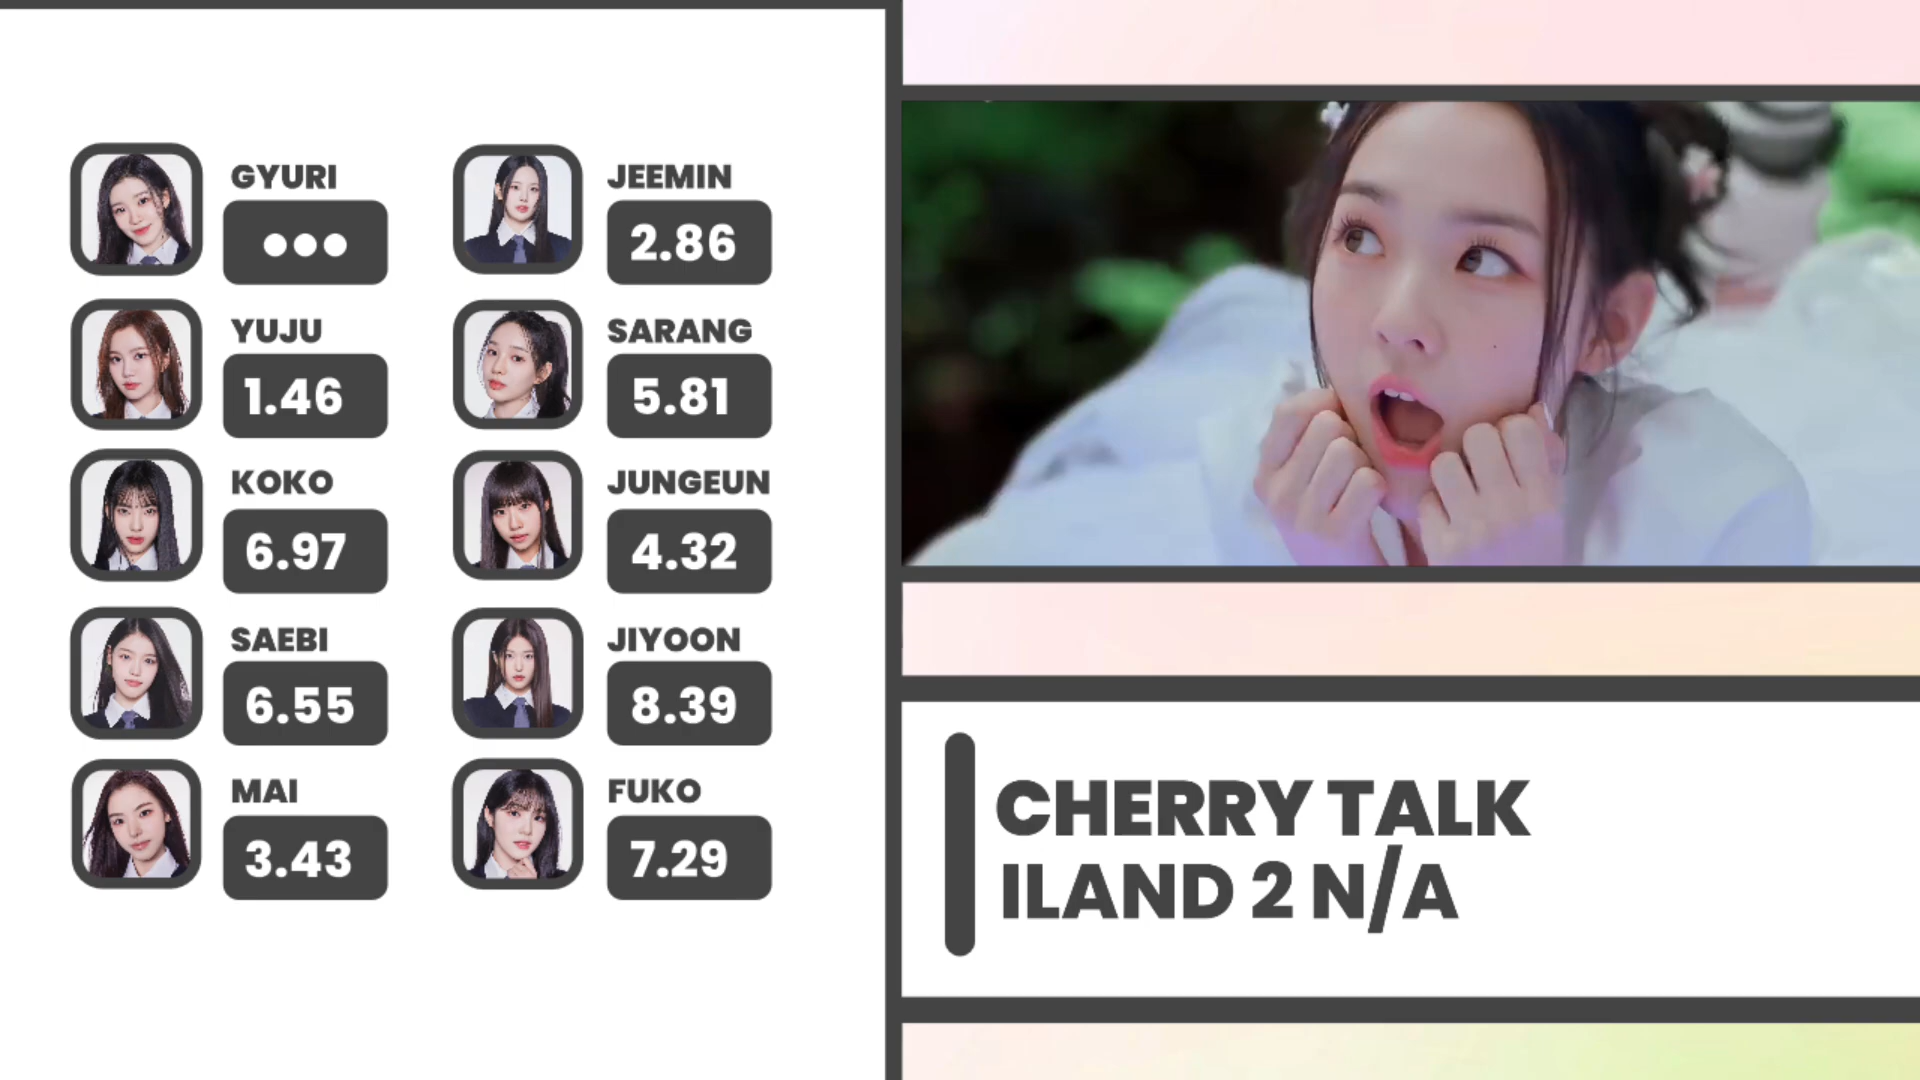 GYURI
•••
YUJU
1.46
KOKO
6.97
SAEBI
6.55
MAI
3.43
JEEMIN
2.86
SARANG
5.81
JUNGEUN
4.32
JIYOON
8.39
FUKO
7.29
CHERRY TALK
ILAND 2 N/A